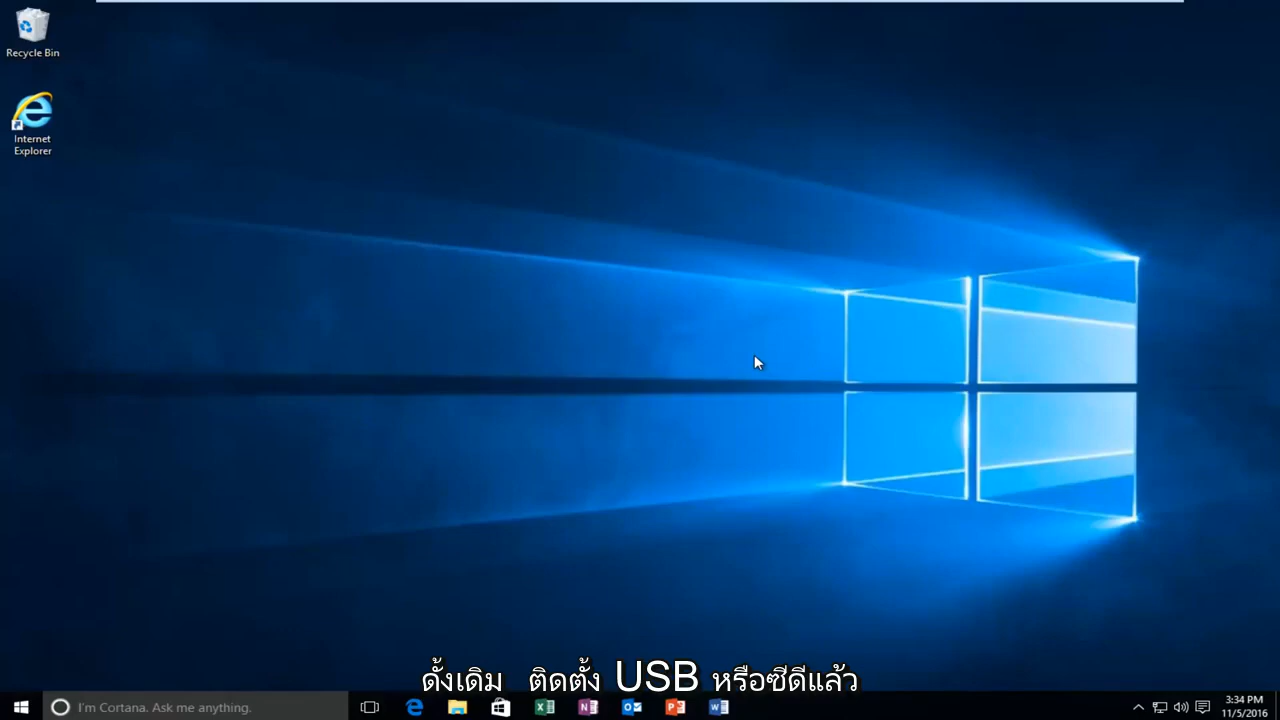 Recycle Bin
Internet
Explorer
ดั้งเดิม ติดตั้ง USB หรือซีดีแล้ว
I'm Cortana. Ask me anything.
3:34 PM
11/5/2016